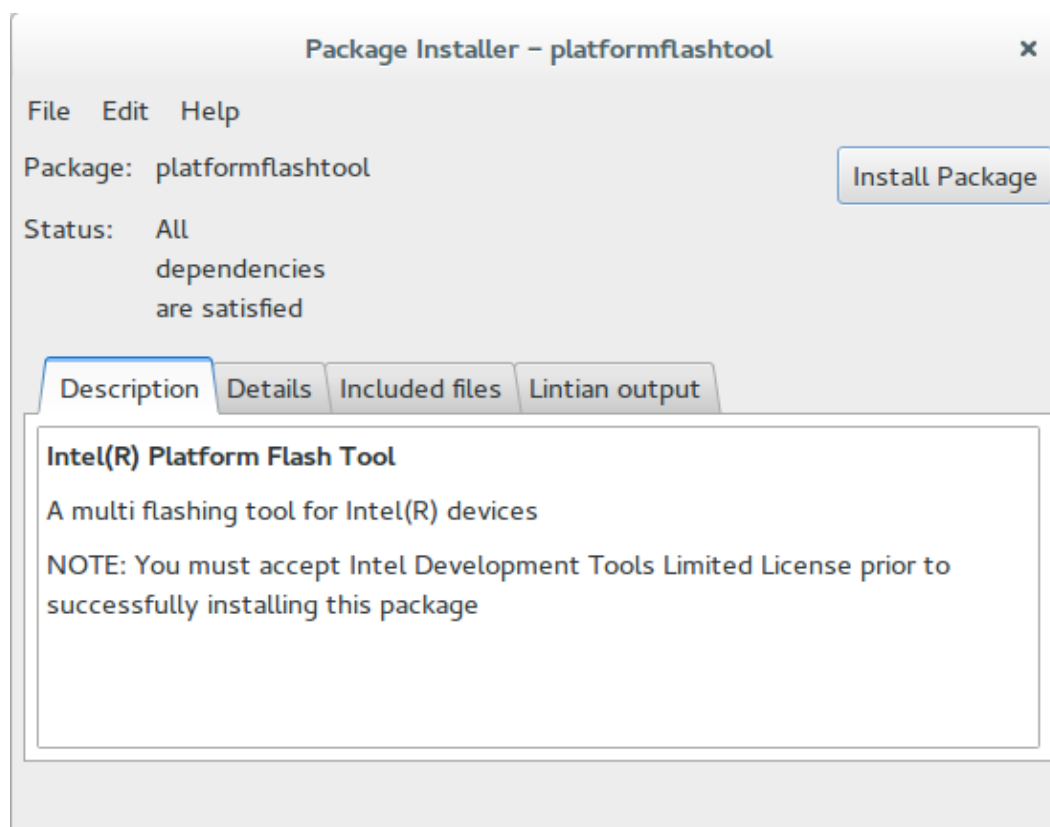 Package Installer – platformflashtool
File Edit Help
Package: platformflashtool
Install Package
Status: All
dependencies
are satisfied
Description Details Included files Lintian output
Intel(R) Platform Flash Tool
A multi flashing tool for Intel(R) devices
NOTE: You must accept Intel Development Tools Limited License prior to
successfully installing this package